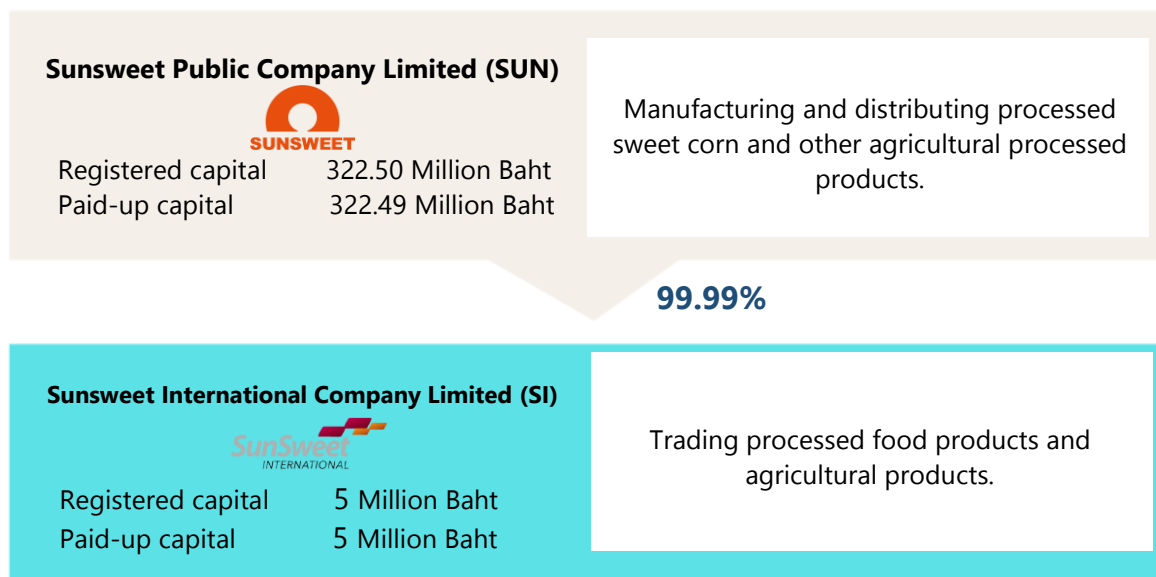 Sunsweet Public Company Limited (SUN)
SUNSWEET
Registered capital 322.50 Million Baht
Paid-up capital 322.49 Million Baht
Manufacturing and distributing processed
sweet corn and other agricultural processed
products.
99.99%
Sunsweet International Company Limited (SI)
SunSweet
INTERNATIONAL
Registered capital 5 Million Baht
Paid-up capital 5 Million Baht
Trading processed food products and
agricultural products.